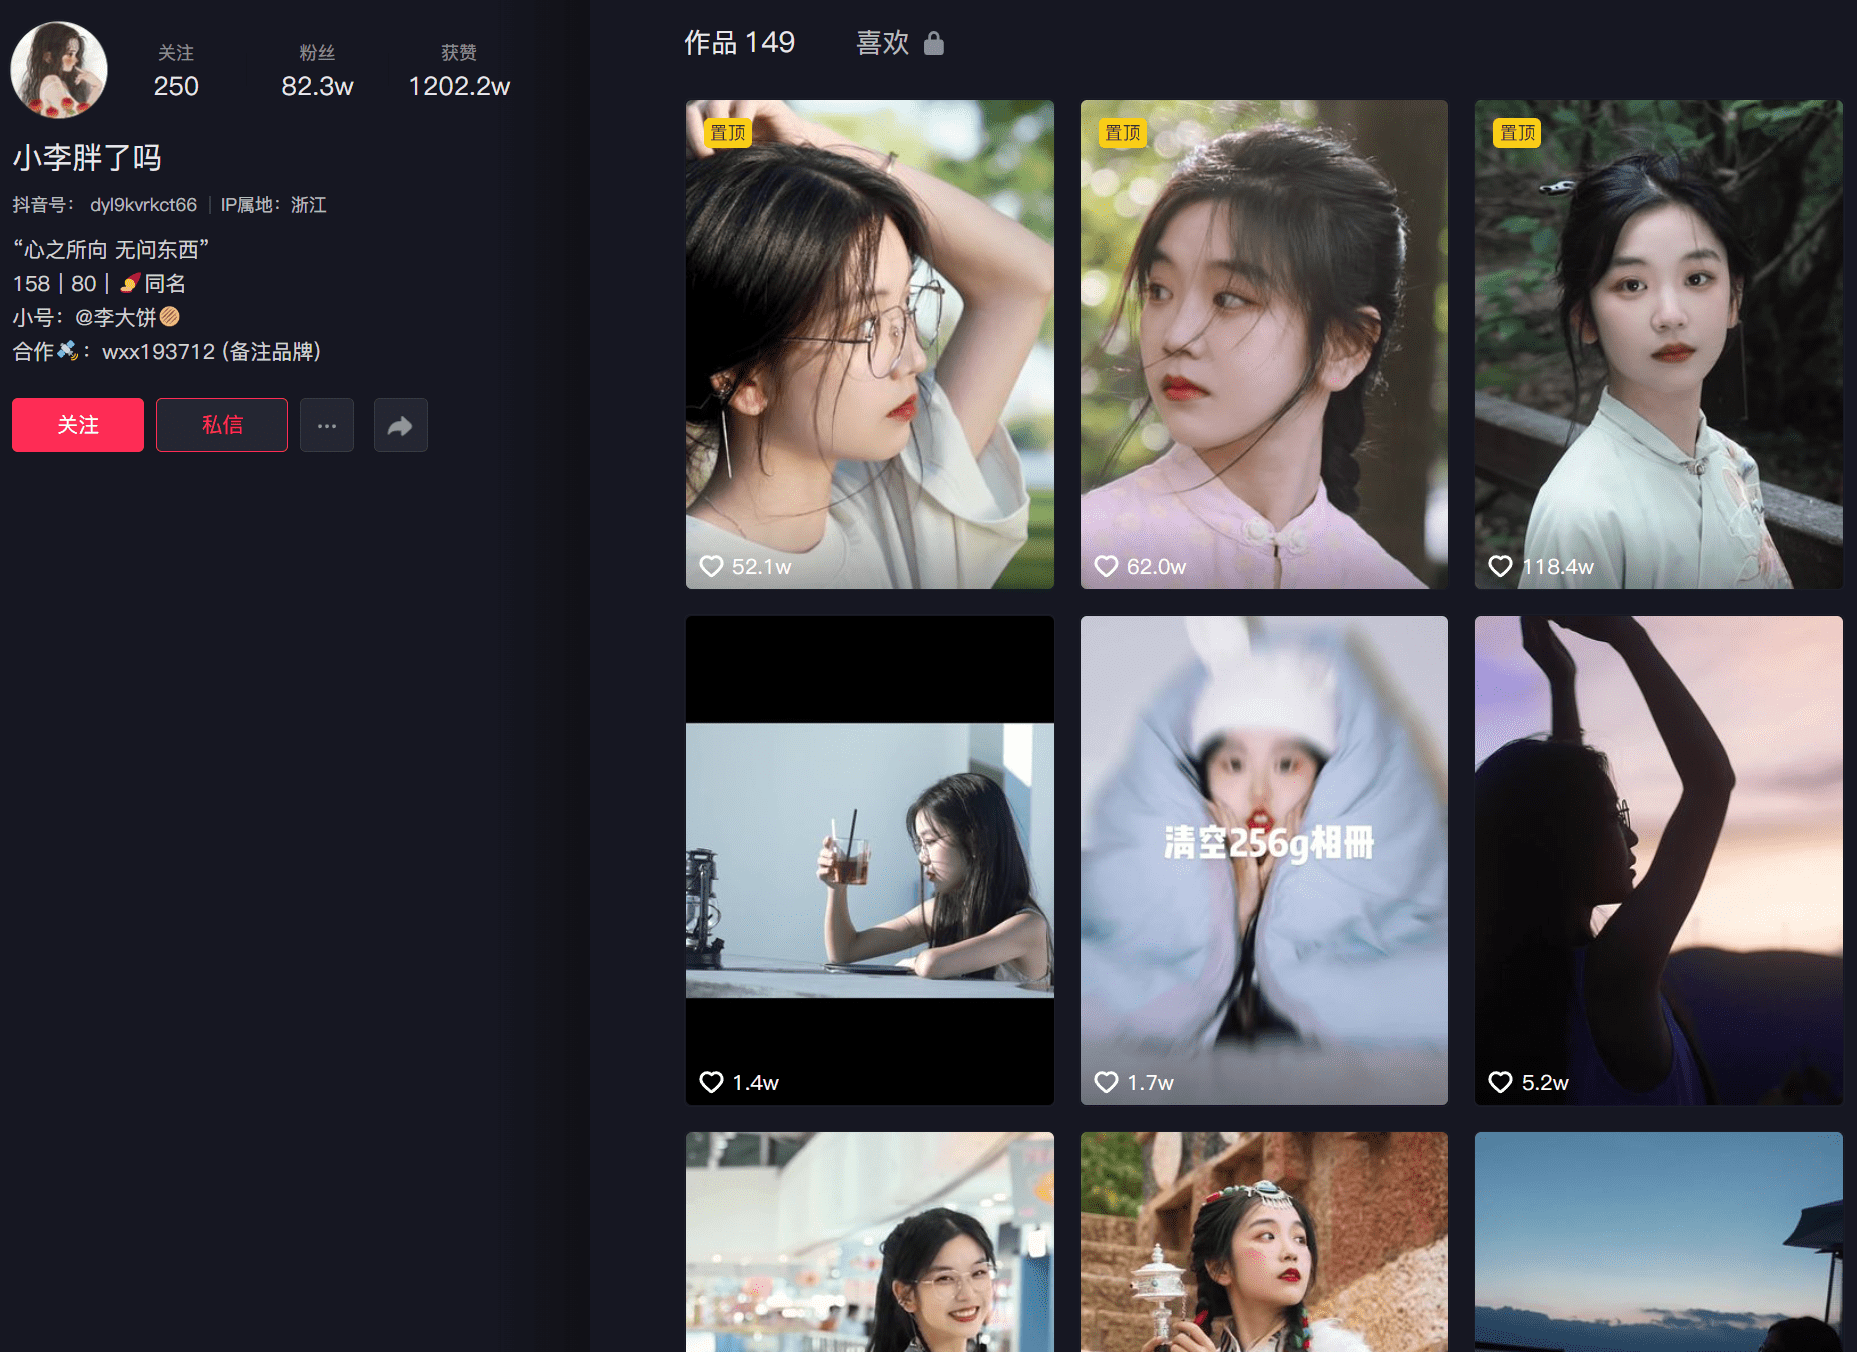 关注 粉丝 获赞
250 82.3w 1202.2w
小李胖了吗
抖音号： dyl9kvrkct66 IP属地：浙江
“心之所向 无问东西”
158 | 80 | 同名
小号：@李大饼
合作：wxx193712 (备注品牌)
关注 私信 ...
作品 149 喜欢
置顶 置顶 置顶
52.1w 62.0w 118.4w
清空256g相冊
1.4w 1.7w 5.2w